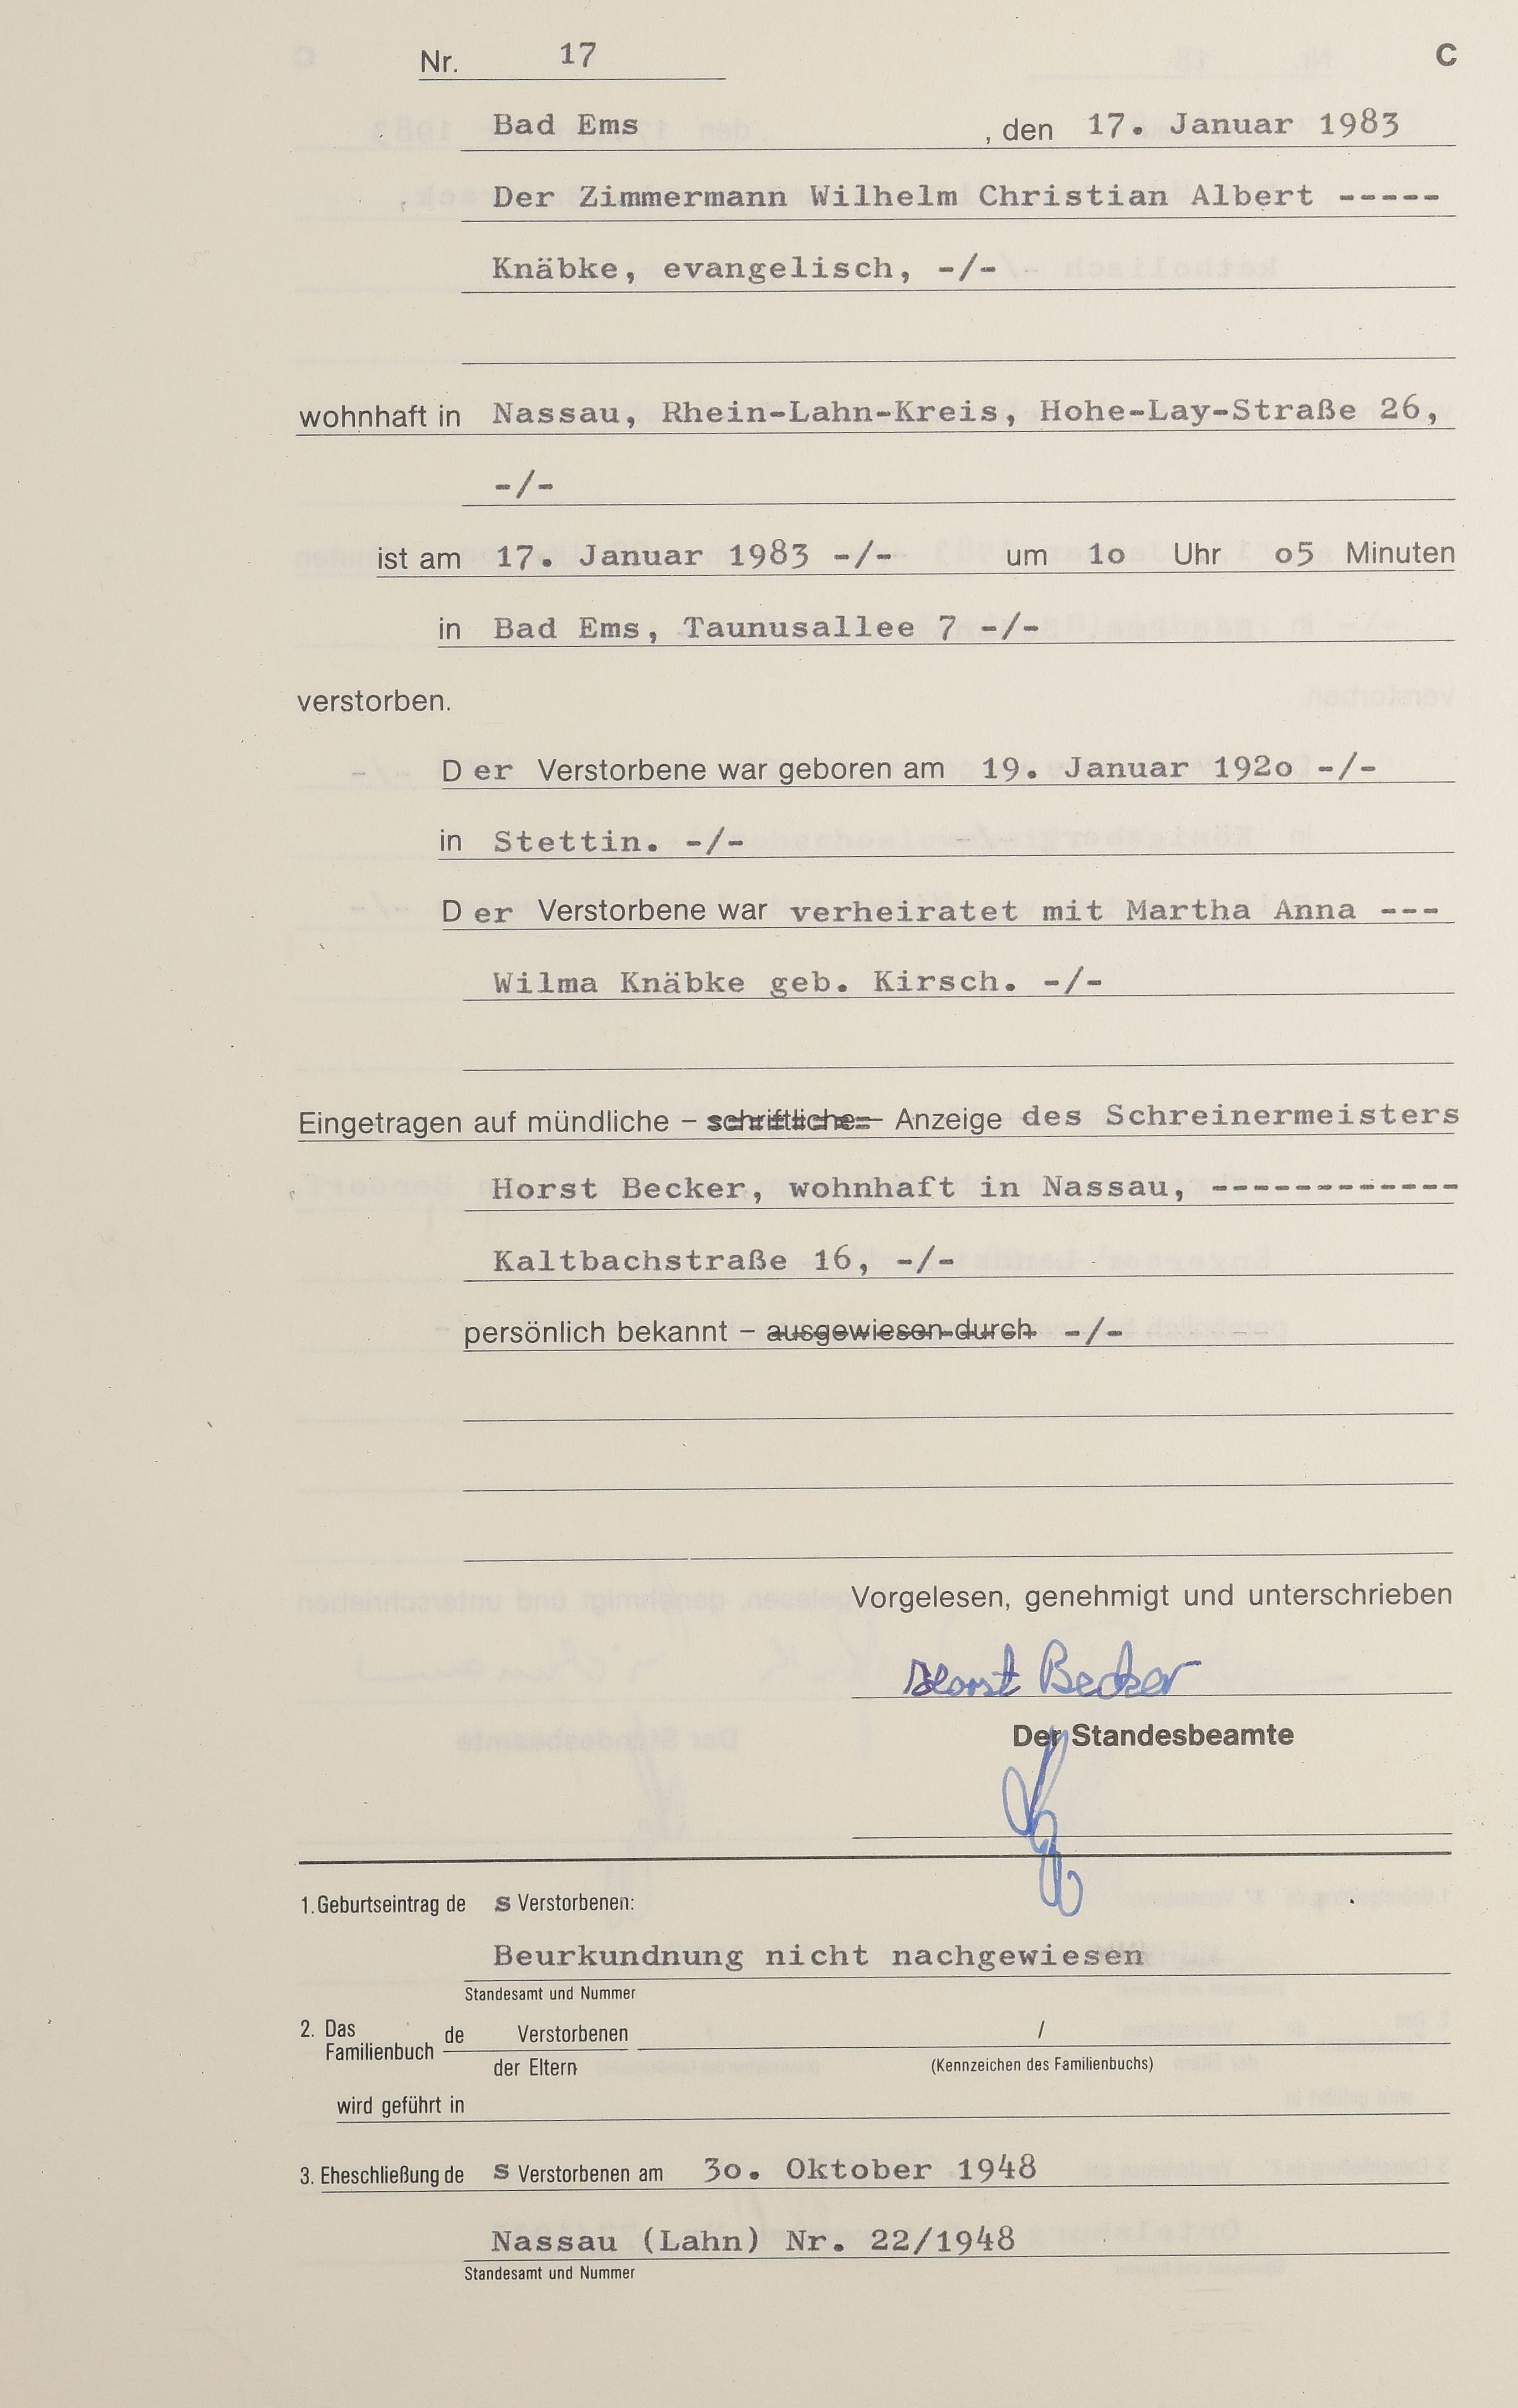 Nr. 17 C
Bad Ems , den 17. Januar 1983
Der Zimmermann Wilhelm Christian Albert -----
Knäbke, evangelisch, -/-
wohnhaft in Nassau, Rhein-Lahn-Kreis, Hohe-Lay-Straße 26,
-/-
ist am 17. Januar 1983 -/- um 1o Uhr o5 Minuten
in Bad Ems, Taunusallee 7 -/-
verstorben.
Der Verstorbene war geboren am 19. Januar 192o -/-
in Stettin. -/-
Der Verstorbene war verheiratet mit Martha Anna ---
Wilma Knäbke geb. Kirsch. -/-
Eingetragen auf mündliche – schriftliche – Anzeige des Schreinermeisters
Horst Becker, wohnhaft in Nassau, ------------
Kaltbachstraße 16, -/-
persönlich bekannt – ausgewiesen durch -/-
Vorgelesen, genehmigt und unterschrieben
Horst Becker
Der Standesbeamte
1. Geburtseintrag des Verstorbenen:
Beurkundnung nicht nachgewiesen
Standesamt und Nummer
2. Das Familienbuch de Verstorbenen /
der Eltern (Kennzeichen des Familienbuchs)
wird geführt in
3. Eheschließung des Verstorbenen am 3o. Oktober 1948
Nassau (Lahn) Nr. 22/1948
Standesamt und Nummer